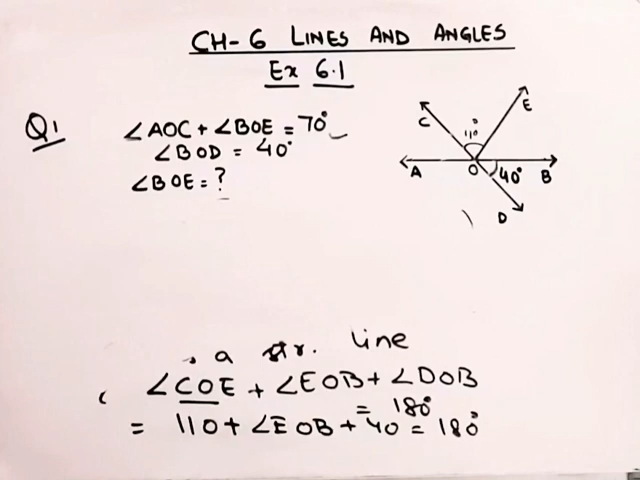 CH-6 LINES AND ANGLES
Ex 6.1
Q1
∠AOC + ∠BOE = 70°
∠BOD = 40°
∠BOE = ?
C
E
110°
A
O
40°
B
D
a str. line
∠COE + ∠EOB + ∠DOB
= 180°
= 110 + ∠EOB + 40 = 180°